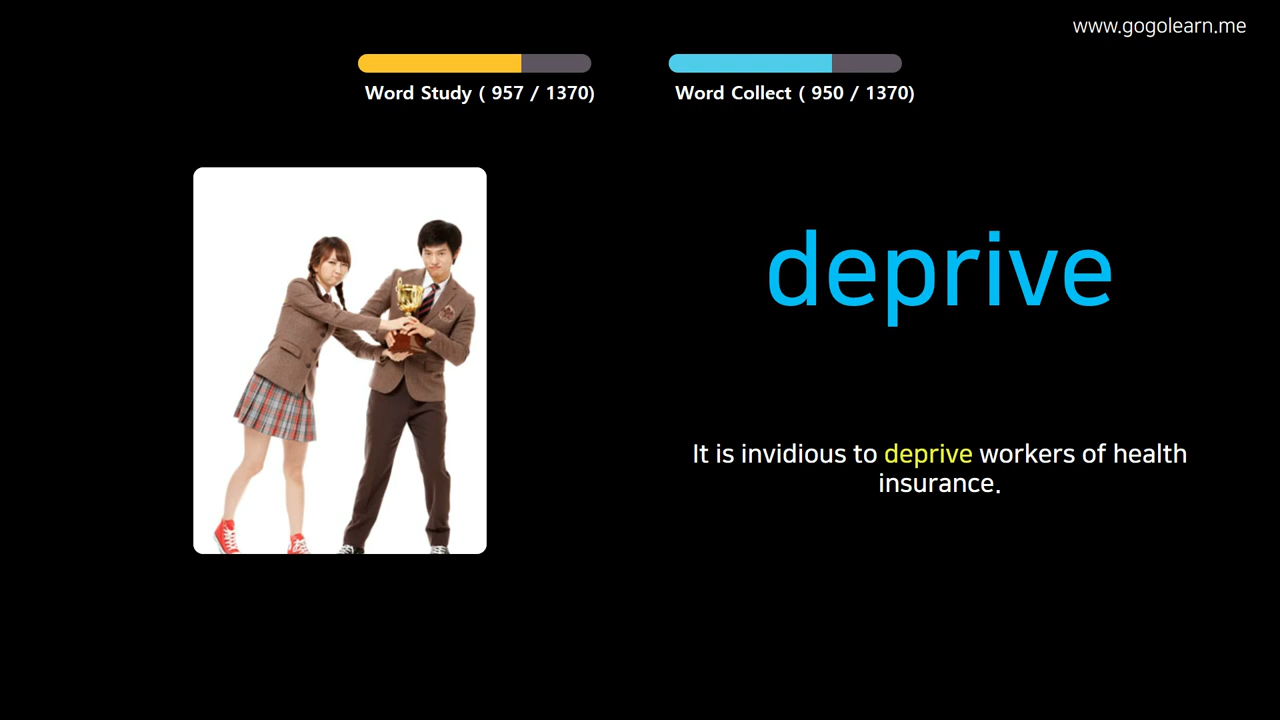 www.gogolearn.me
Word Study ( 957 / 1370)
Word Collect ( 950 / 1370)
deprive
It is invidious to deprive workers of health
insurance.